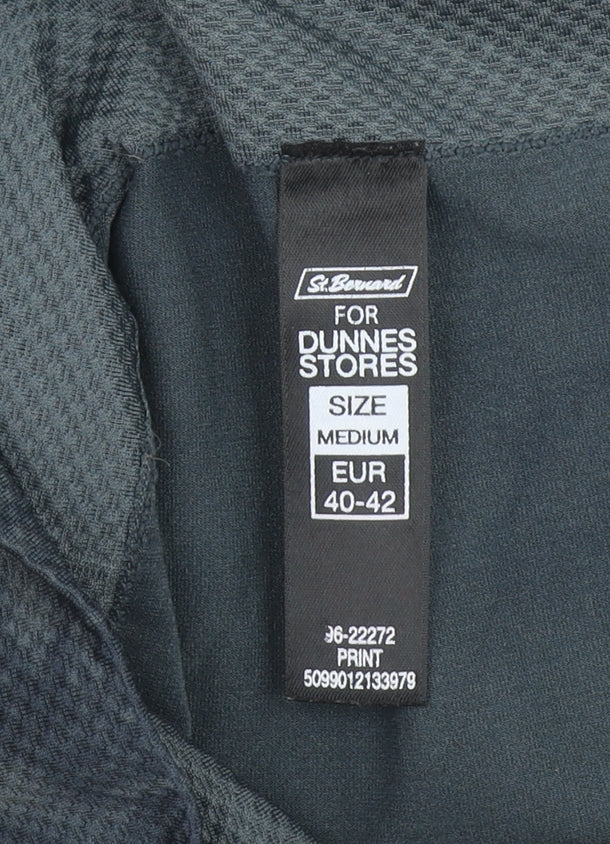 St.Bernard
FOR
DUNNES
STORES
SIZE
MEDIUM
EUR
40-42
96-22272
PRINT
5099012133979